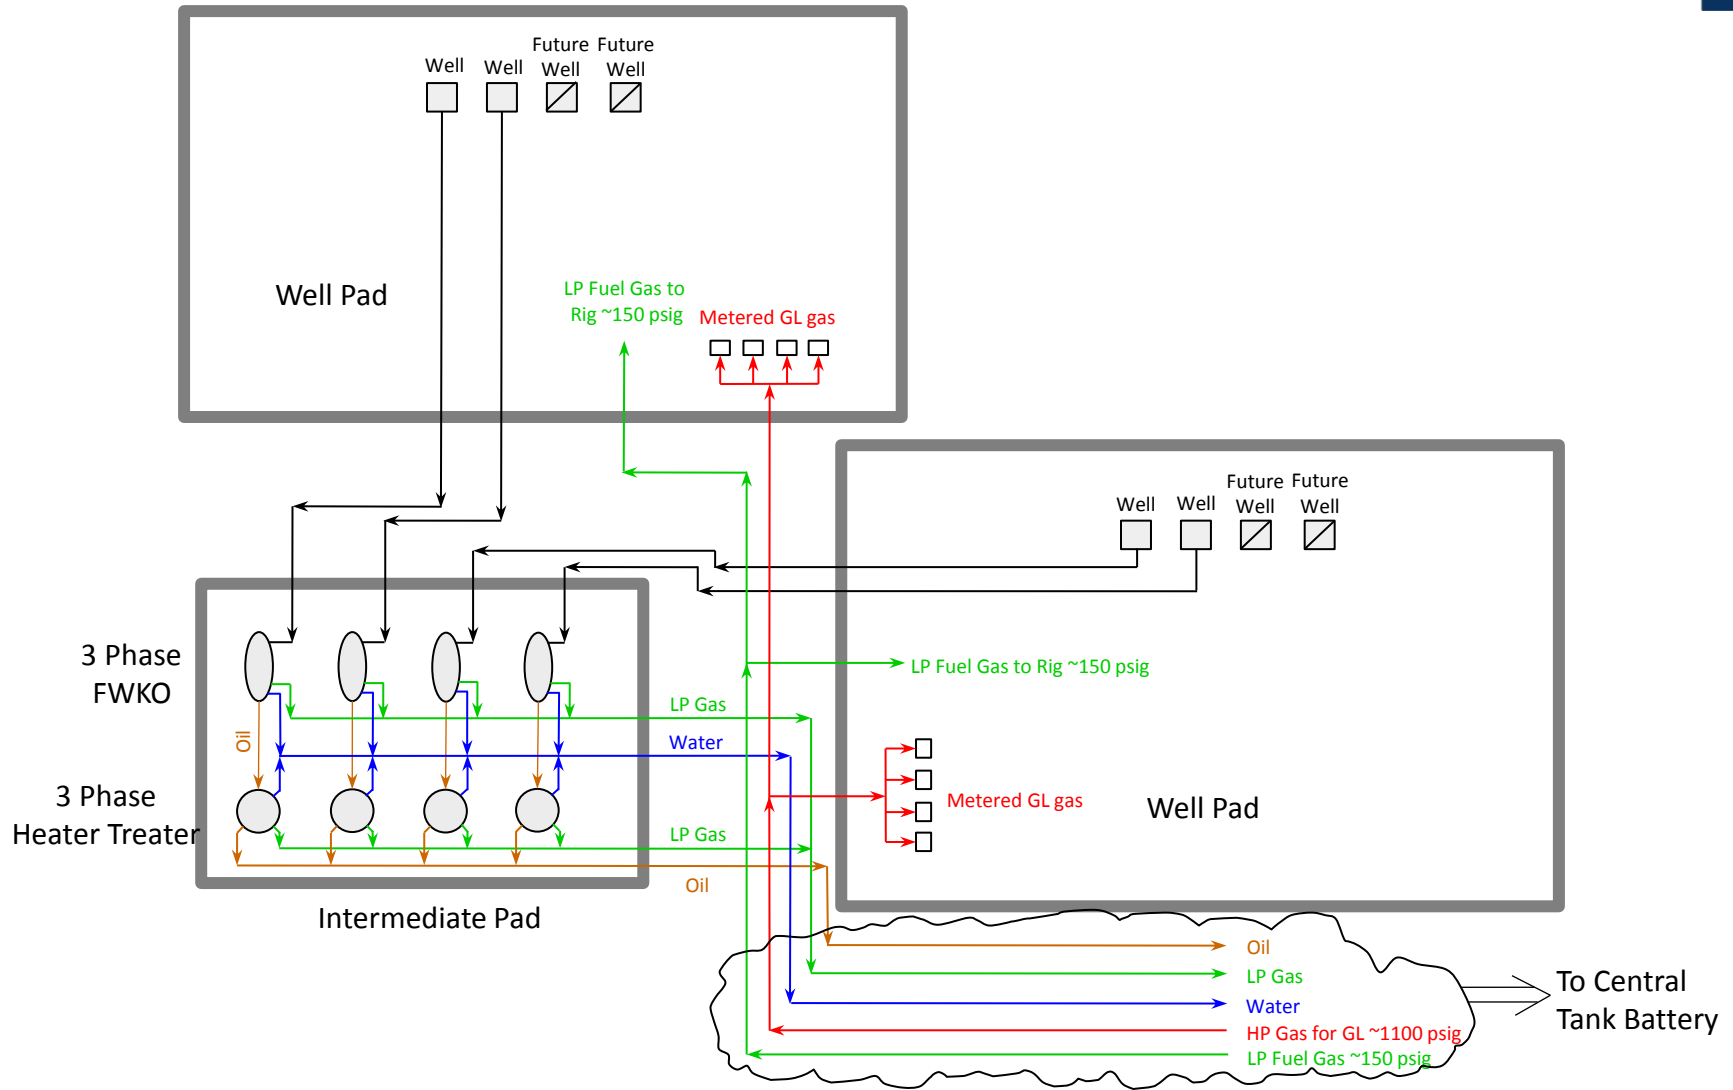 Well
Well
Future
Well
Future
Well
Well Pad
LP Fuel Gas to
Rig ~150 psig
Metered GL gas
Well
Well
Future
Well
Future
Well
LP Fuel Gas to Rig ~150 psig
Metered GL gas
Well Pad
3 Phase
FWKO
Oil
LP Gas
Water
3 Phase
Heater Treater
LP Gas
Oil
Intermediate Pad
Oil
LP Gas
Water
HP Gas for GL ~1100 psig
LP Fuel Gas ~150 psig
To Central
Tank Battery